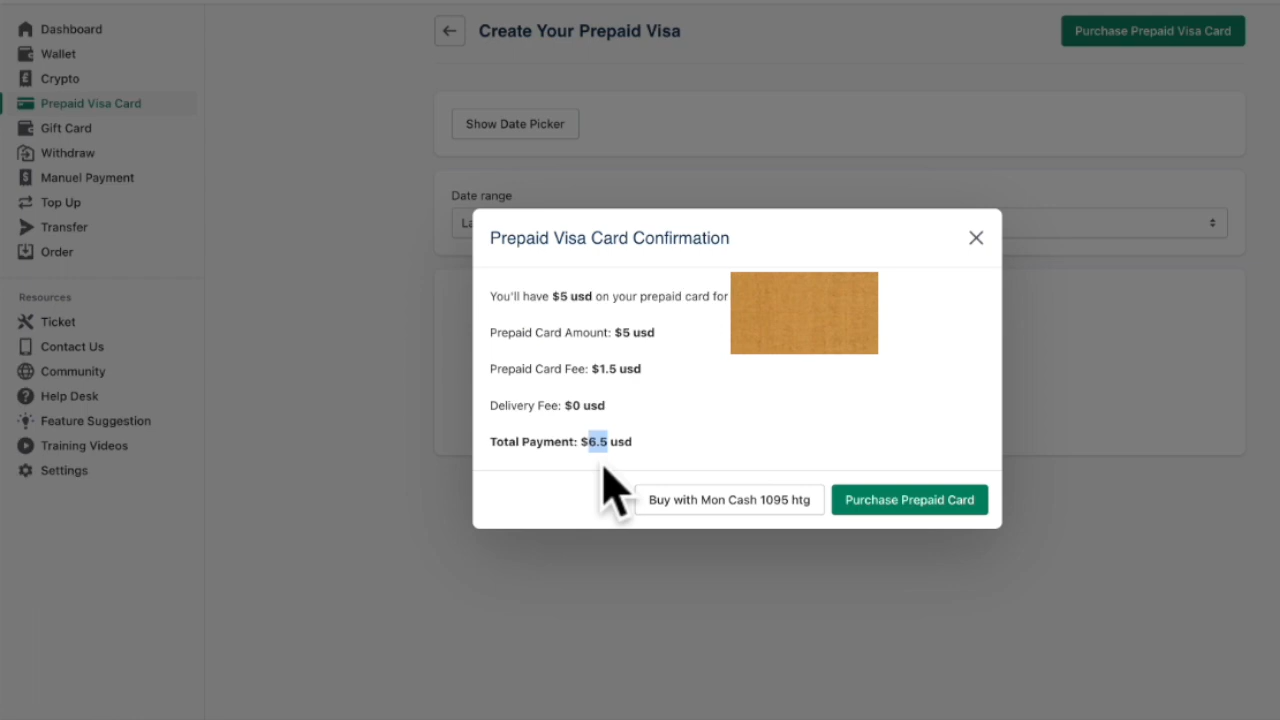 Dashboard
Wallet
Crypto
Prepaid Visa Card
Gift Card
Withdraw
Manuel Payment
Top Up
Transfer
Order
Resources
Ticket
Contact Us
Community
Help Desk
Feature Suggestion
Training Videos
Settings
Create Your Prepaid Visa
Purchase Prepaid Visa Card
Show Date Picker
Date range
Prepaid Visa Card Confirmation
You'll have $5 usd on your prepaid card for
Prepaid Card Amount: $5 usd
Prepaid Card Fee: $1.5 usd
Delivery Fee: $0 usd
Total Payment: $6.5 usd
Buy with Mon Cash 1095 htg
Purchase Prepaid Card